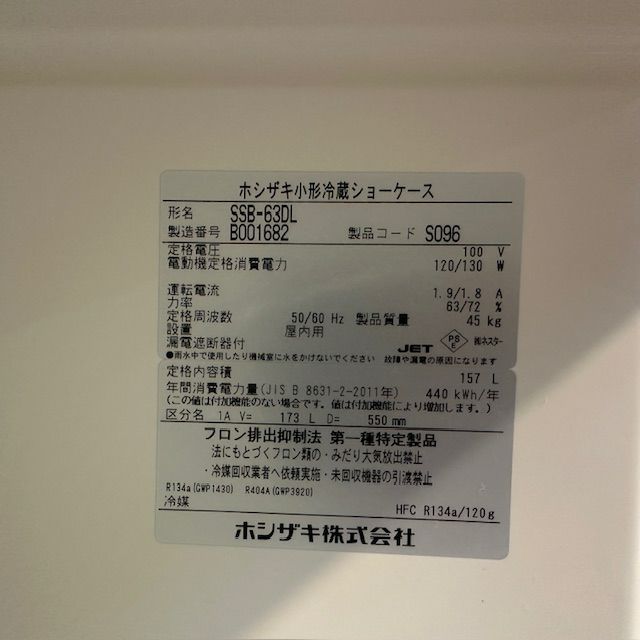 ホシザキ小形冷蔵ショーケース
形名 SSB-63DL
製造番号 B001682 製品コード S096
定格電圧 100 V
電動機定格消費電力 120/130 W
運転電流 1.9/1.8 A
力率 63/72 %
定格周波数 50/60 Hz 製品質量 45 kg
設置 屋内用
漏電遮断器付 JET PS E ㈱ネスター
●雨水中で使用したり機械室に水をかけないでください 故障や漏電の原因になります
定格内容積 157 L
年間消費電力量(JIS B 8631-2-2011年) 440 kWh/年
(この値は付加機能のない場合です。値は付加機能により増加します。)
区分名 1A V= 173 L D= 550 mm
フロン排出抑制法 第一種特定製品
法にもとづくフロン類の・みだり大気放出禁止
・冷媒回収業者へ依頼実施・未回収機器の引渡禁止
R134a(GWP1430) R404A(GWP3920)
冷媒 HFC R134a/120g
ホシザキ株式会社